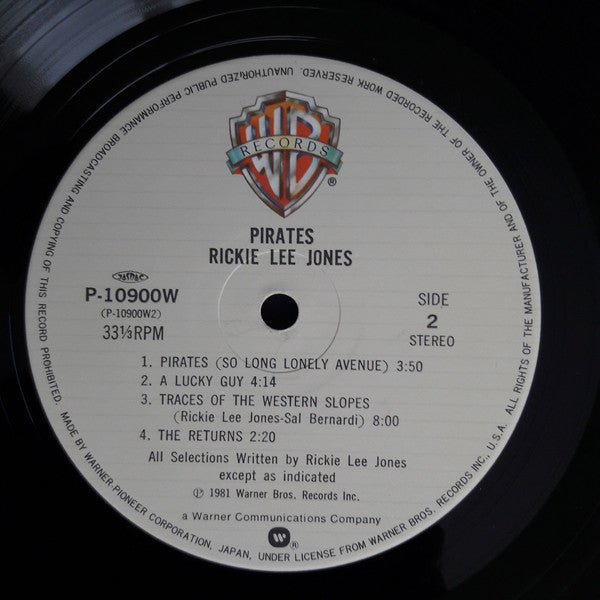 WB
RECORDS
®
PIRATES
RICKIE LEE JONES
JASRAC
P-10900W
(P-10900W2)
33⅓RPM
SIDE
2
STEREO
1. PIRATES (SO LONG LONELY AVENUE) 3:50
2. A LUCKY GUY 4:14
3. TRACES OF THE WESTERN SLOPES
(Rickie Lee Jones-Sal Bernardi) 8:00
4. THE RETURNS 2:20
All Selections Written by Rickie Lee Jones
except as indicated
℗ 1981 Warner Bros. Records Inc.
a Warner Communications Company
®
MADE BY WARNER-PIONEER CORPORATION, JAPAN, UNDER LICENSE FROM WARNER BROS. RECORDS INC., U.S.A. ALL RIGHTS OF THE MANUFACTURER AND OF THE OWNER OF THE RECORDED WORK RESERVED. UNAUTHORIZED PUBLIC PERFORMANCE BROADCASTING AND COPYING OF THIS RECORD PROHIBITED.